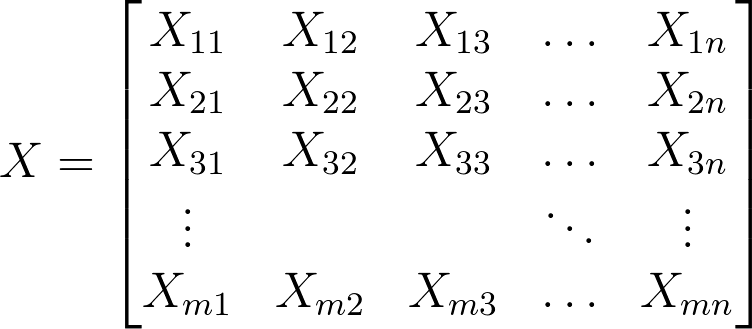 X = [ X₁₁ X₁₂ X₁₃ … X₁ₙ
X₂₁ X₂₂ X₂₃ … X₂ₙ
X₃₁ X₃₂ X₃₃ … X₃ₙ
⋮ ⋱ ⋮
Xₘ₁ Xₘ₂ Xₘ₃ … Xₘₙ ]